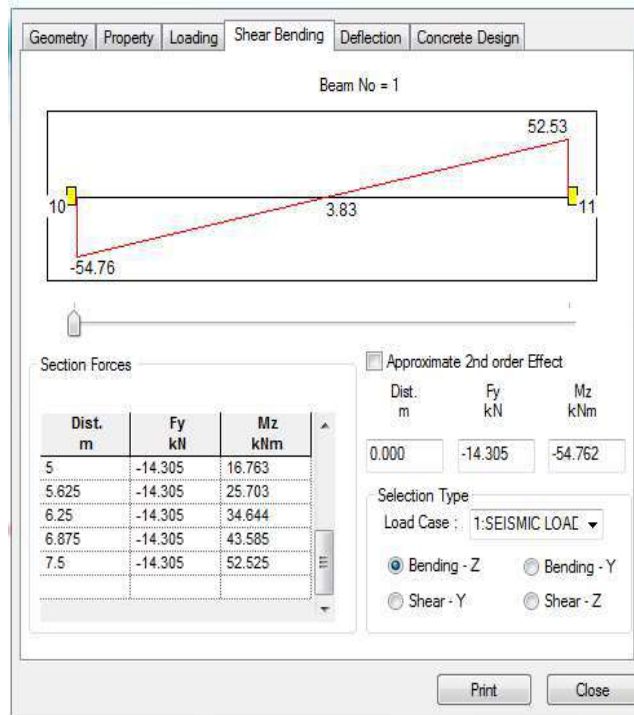 Geometry Property Loading Shear Bending Deflection Concrete Design
Beam No = 1
52.53
10 3.83 11
-54.76
Section Forces
Approximate 2nd order Effect
Dist. Fy Mz
m kN kNm
0.000 -14.305 -54.762
Dist. Fy Mz
m kN kNm
5 -14.305 16.763
5.625 -14.305 25.703
6.25 -14.305 34.644
6.875 -14.305 43.585
7.5 -14.305 52.525
Selection Type
Load Case : 1:SEISMIC LOAD
Bending - Z Bending - Y
Shear - Y Shear - Z
Print Close